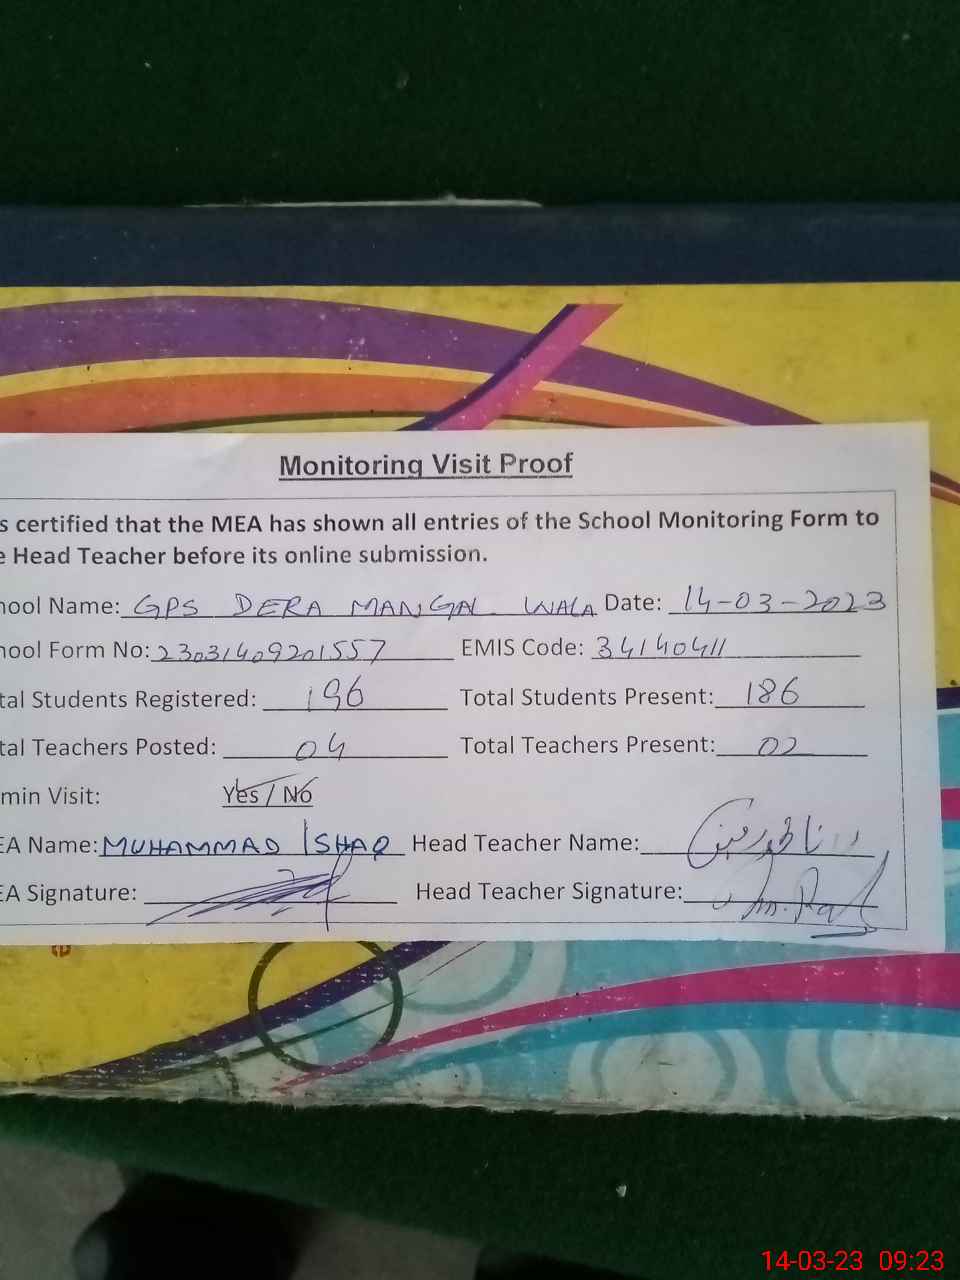 Monitoring Visit Proof
s certified that the MEA has shown all entries of the School Monitoring Form to
e Head Teacher before its online submission.
hool Name: GPS DERA MANGAL WALA Date: 14-03-2023
hool Form No: 23031409201557 EMIS Code: 34140411
tal Students Registered: 196 Total Students Present: 186
tal Teachers Posted: 04 Total Teachers Present: 02
min Visit: Yes / No
EA Name: MUHAMMAD ISHAQ Head Teacher Name:
EA Signature: Head Teacher Signature:
14-03-23 09:23